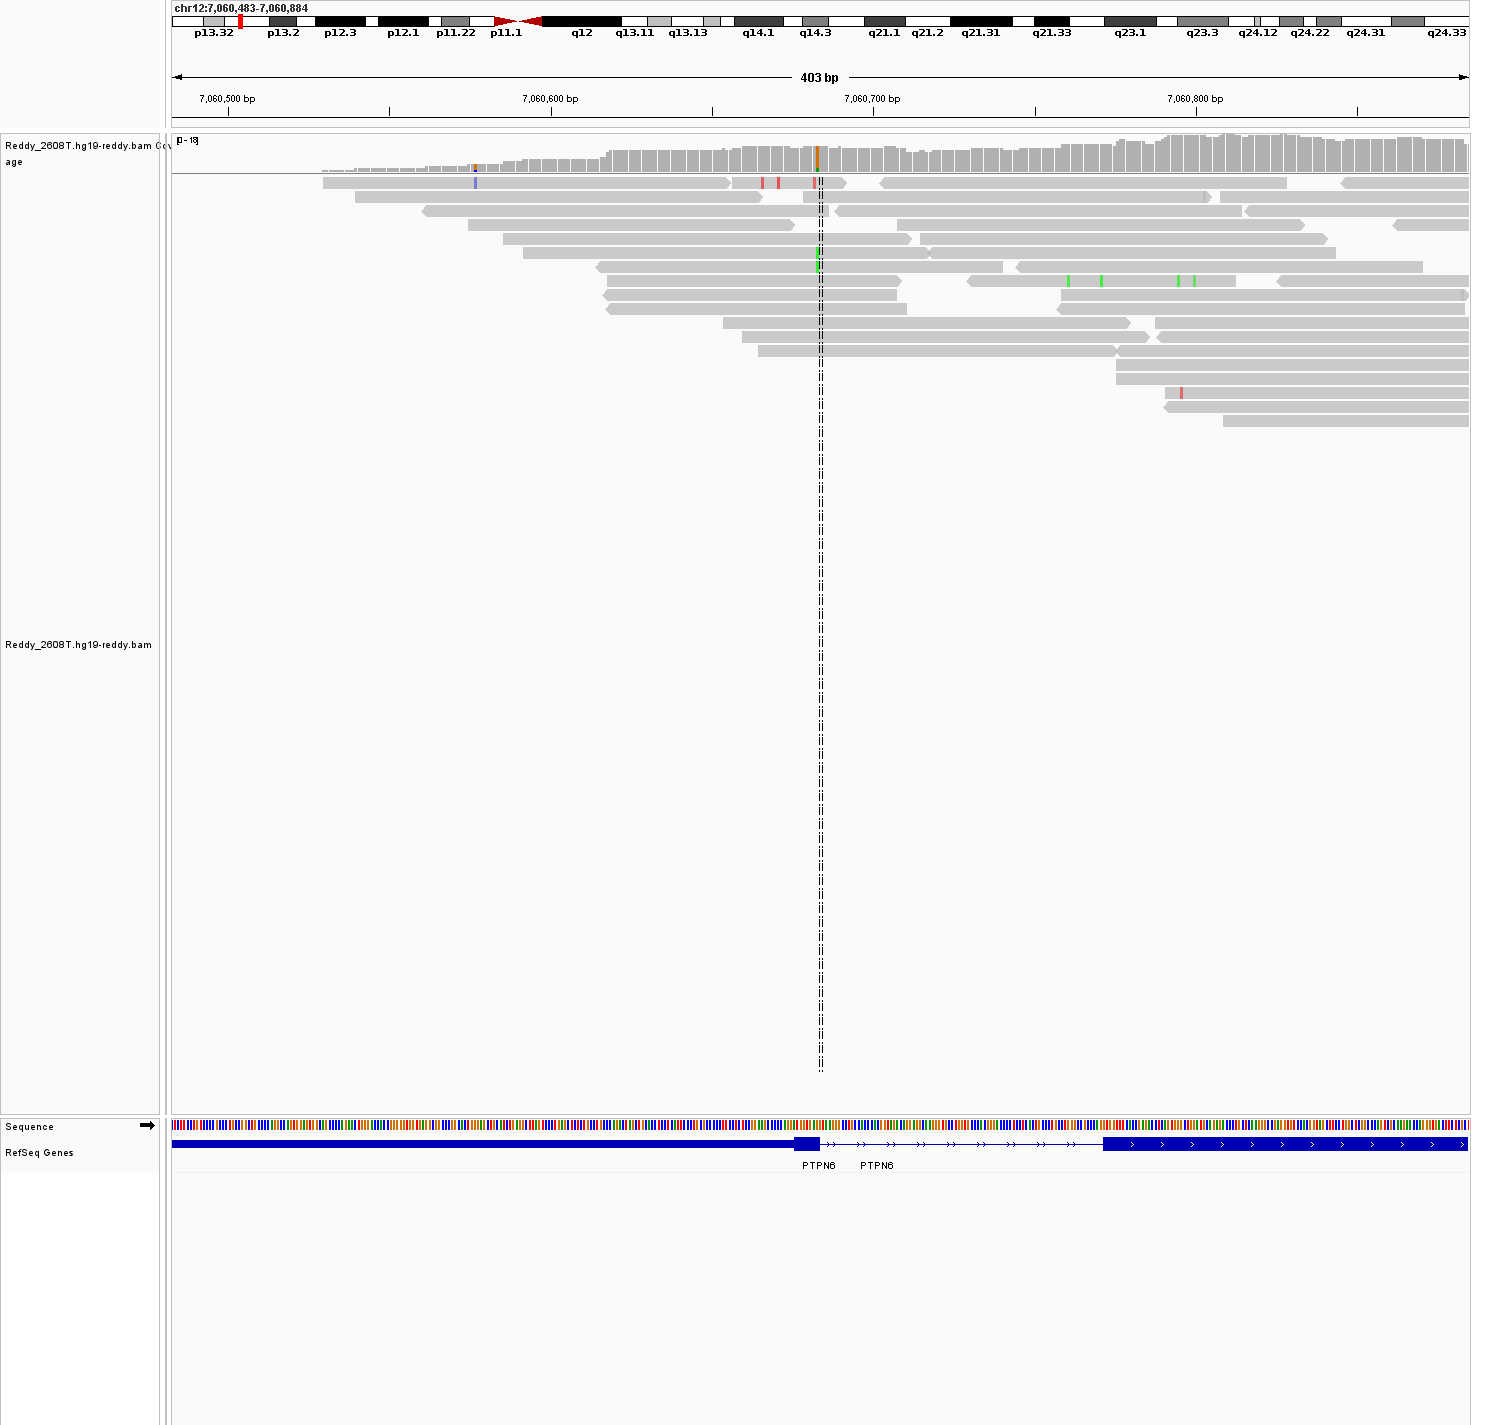 chr12:7,060,483-7,060,884
p13.32 p13.2 p12.3 p12.1 p11.22 p11.1 q12 q13.11 q13.13 q14.1 q14.3 q21.1 q21.2 q21.31 q21.33 q23.1 q23.3 q24.12 q24.22 q24.31 q24.33
403 bp
7,060,500 bp 7,060,600 bp 7,060,700 bp 7,060,800 bp
Reddy_2608T.hg19-reddy.bam Cov
age
[0 - 18]
Reddy_2608T.hg19-reddy.bam
Sequence
RefSeq Genes
PTPN6 PTPN6